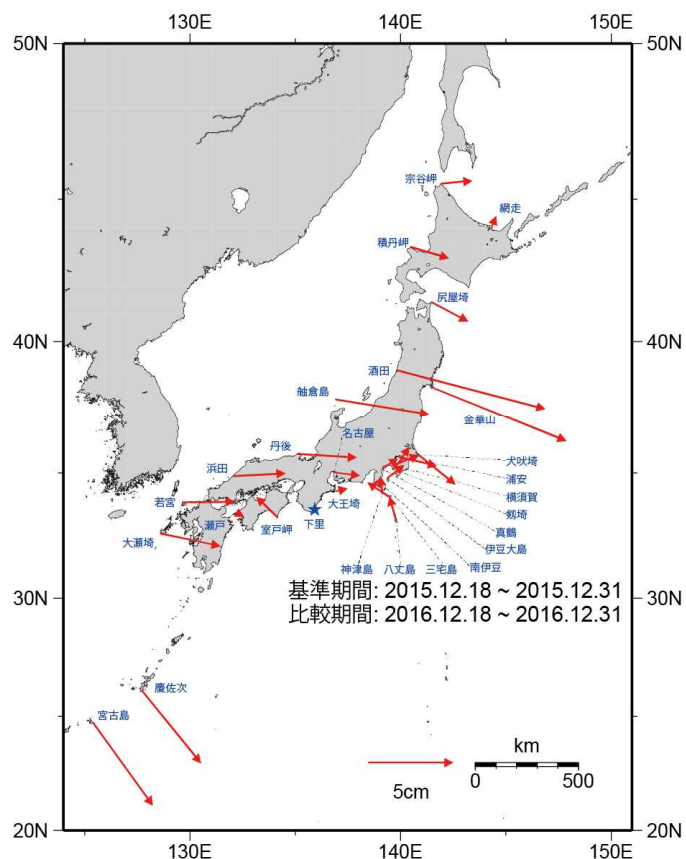 130E 140E 150E
50N 50N
宗谷岬
網走
積丹岬
尻屋埼
40N 40N
酒田
舳倉島
金華山
名古屋
丹後
犬吠埼
浜田
浦安
若宮
大王埼
横須賀
瀬戸
室戸岬
下里
剱埼
大瀬埼
真鶴
伊豆大島
神津島 八丈島 三宅島 南伊豆
基準期間: 2015.12.18 ~ 2015.12.31
30N 30N
比較期間: 2016.12.18 ~ 2016.12.31
慶佐次
宮古島
km
5cm
0 500
20N 20N
130E 140E 150E